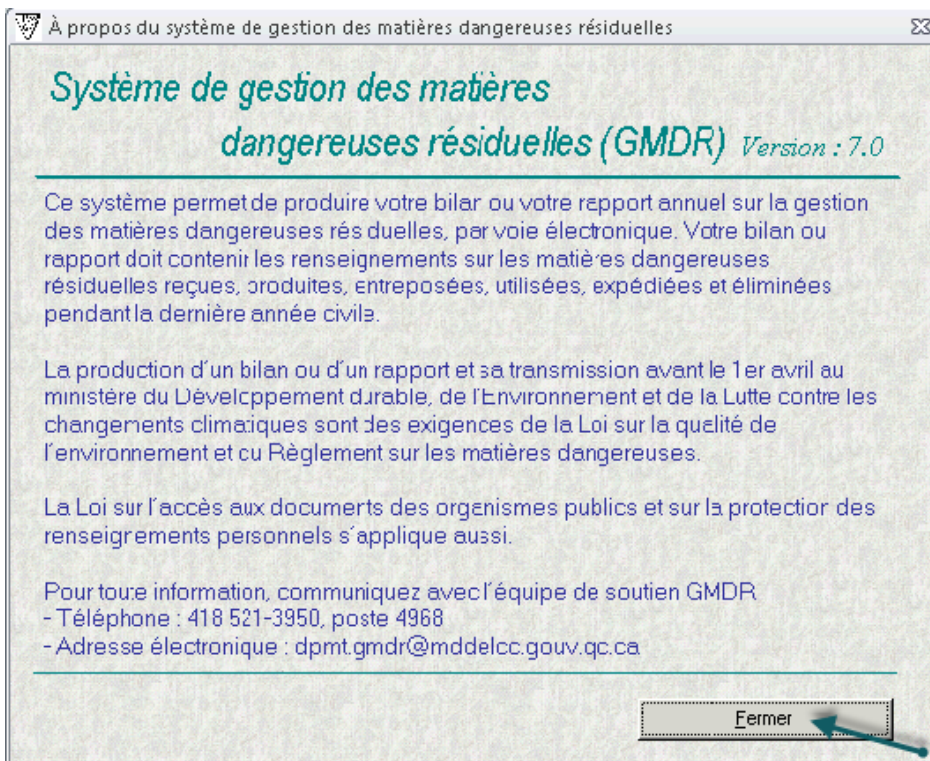 À propos du système de gestion des matières dangereuses résiduelles
Système de gestion des matières
dangereuses résiduelles (GMDR) Version : 7.0
Ce système permet de produire votre bilan ou votre rapport annuel sur la gestion
des matières dangereuses résiduelles, par voie électronique. Votre bilan ou
rapport doit contenir les renseignements sur les matières dangereuses
résiduelles reçues, produites, entreposées, utilisées, expédiées et éliminées
pendant la dernière année civile.
La production d'un bilan ou d'un rapport et sa transmission avant le 1er avril au
ministère du Développement durable, de l'Environnement et de la Lutte contre les
changements climatiques sont des exigences de la Loi sur la qualité de
l'environnement et du Règlement sur les matières dangereuses.
La Loi sur l'accès aux documents des organismes publics et sur la protection des
renseignements personnels s'applique aussi.
Pour toute information, communiquez avec l'équipe de soutien GMDR
- Téléphone : 418 521-3950, poste 4968
- Adresse électronique : dpmt.gmdr@mddelcc.gouv.qc.ca
Fermer